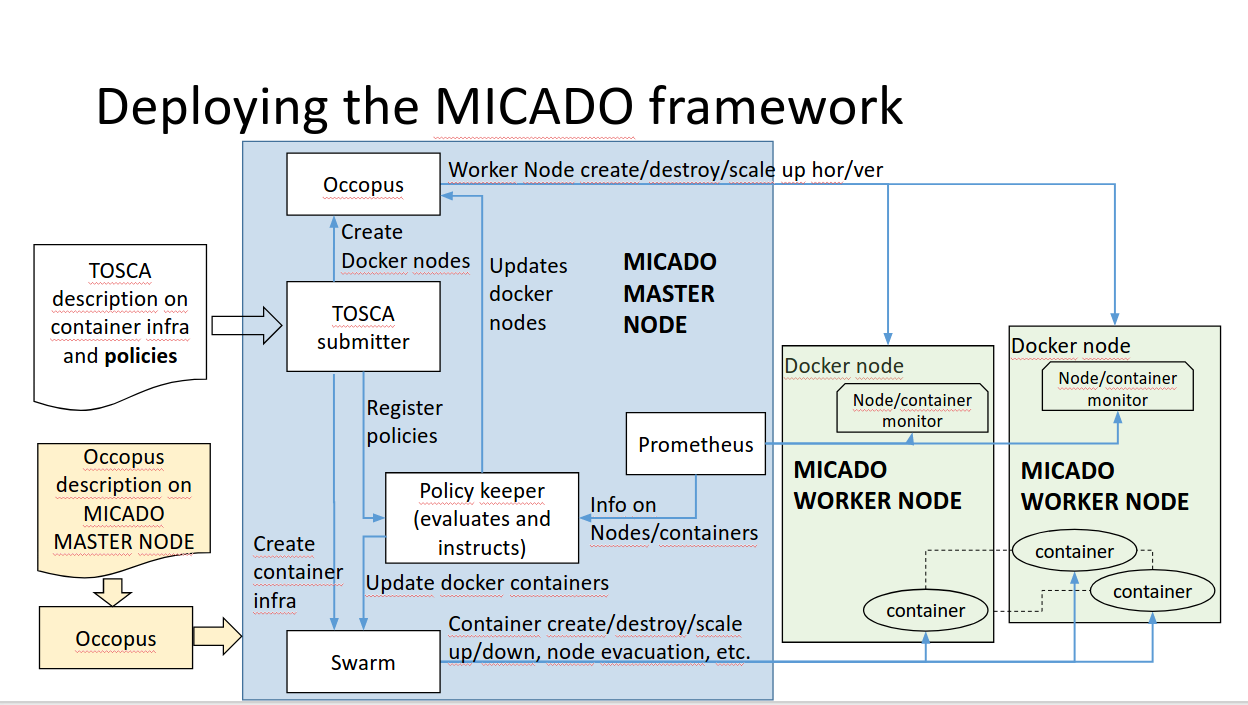 Deploying the MICADO framework
Occopus
Worker Node create/destroy/scale up hor/ver
Create
Docker nodes
Updates
docker
nodes
MICADO
MASTER
NODE
TOSCA
description on
container infra
and policies
TOSCA
submitter
Register
policies
Prometheus
Policy keeper
(evaluates and
instructs)
Info on
Nodes/containers
Create
container
infra
Update docker containers
Swarm
Container create/destroy/scale
up/down, node evacuation, etc.
Occopus
description on
MICADO
MASTER NODE
Occopus
Docker node
Node/container
monitor
MICADO
WORKER NODE
container
Docker node
Node/container
monitor
MICADO
WORKER NODE
container
container